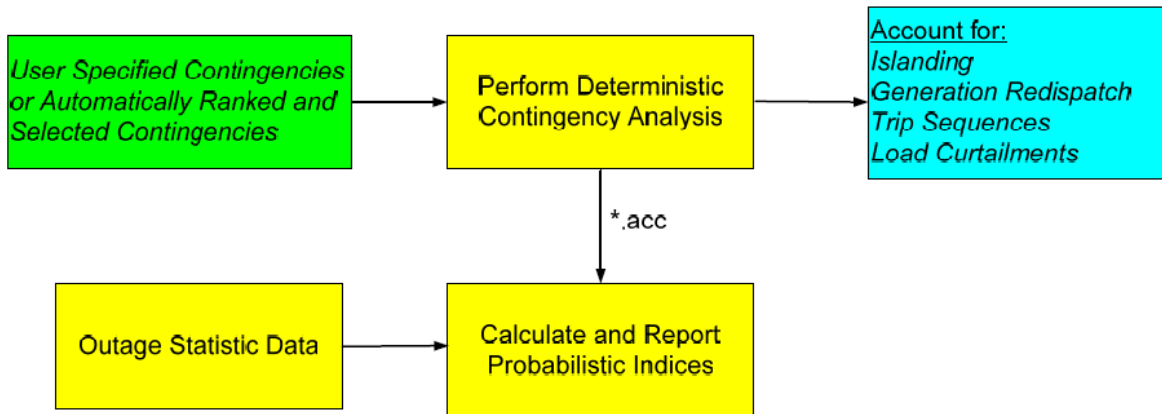 User Specified Contingencies
or Automatically Ranked and
Selected Contingencies
Perform Deterministic
Contingency Analysis
Account for:
Islanding
Generation Redispatch
Trip Sequences
Load Curtailments
*.acc
Outage Statistic Data
Calculate and Report
Probabilistic Indices